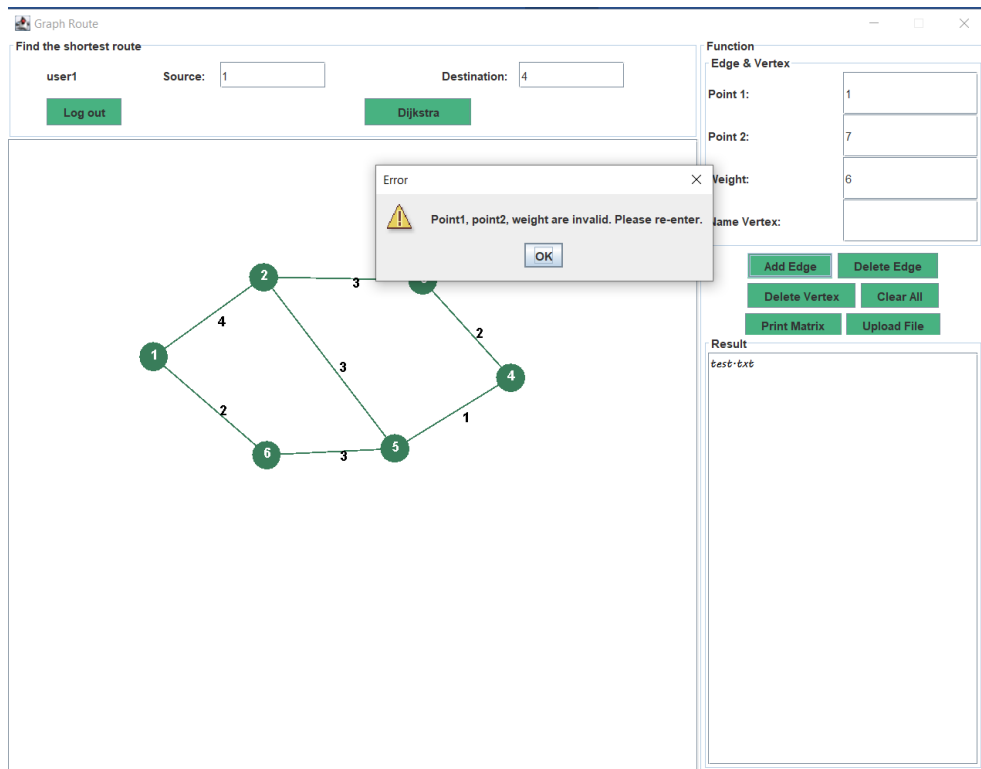 Graph Route
Find the shortest route
user1 Source: 1 Destination: 4
Log out Dijkstra
Function
Edge & Vertex
Point 1: 1
Point 2: 7
Weight: 6
Name Vertex:
Error
Point1, point2, weight are invalid. Please re-enter.
OK
Add Edge Delete Edge
Delete Vertex Clear All
Print Matrix Upload File
Result
test.txt
2
3
4
2
1
3
4
2
1
6
3
5